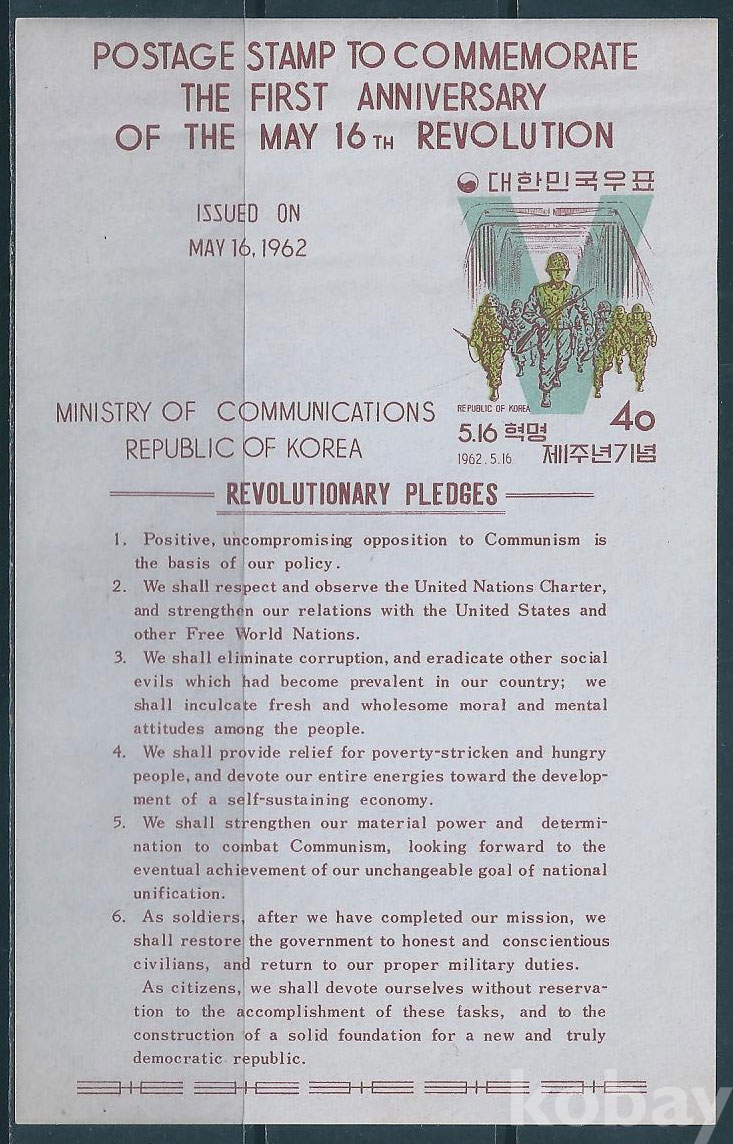 POSTAGE STAMP TO COMMEMORATE
THE FIRST ANNIVERSARY
OF THE MAY 16TH REVOLUTION
대한민국우표
ISSUED ON
MAY 16, 1962
MINISTRY OF COMMUNICATIONS
REPUBLIC OF KOREA
REPUBLIC OF KOREA
40
5.16 혁명
1962.5.16 제1주년기념
REVOLUTIONARY PLEDGES
1. Positive, uncompromising opposition to Communism is
the basis of our policy.
2. We shall respect and observe the United Nations Charter,
and strengthen our relations with the United States and
other Free World Nations.
3. We shall eliminate corruption, and eradicate other social
evils which had become prevalent in our country; we
shall inculcate fresh and wholesome moral and mental
attitudes among the people.
4. We shall provide relief for poverty-stricken and hungry
people, and devote our entire energies toward the develop-
ment of a self-sustaining economy.
5. We shall strengthen our material power and determi-
nation to combat Communism, looking forward to the
eventual achievement of our unchangeable goal of national
unification.
6. As soldiers, after we have completed our mission, we
shall restore the government to honest and conscientious
civilians, and return to our proper military duties.
As citizens, we shall devote ourselves without reserva-
tion to the accomplishment of these tasks, and to the
construction of a solid foundation for a new and truly
democratic republic.
kobay